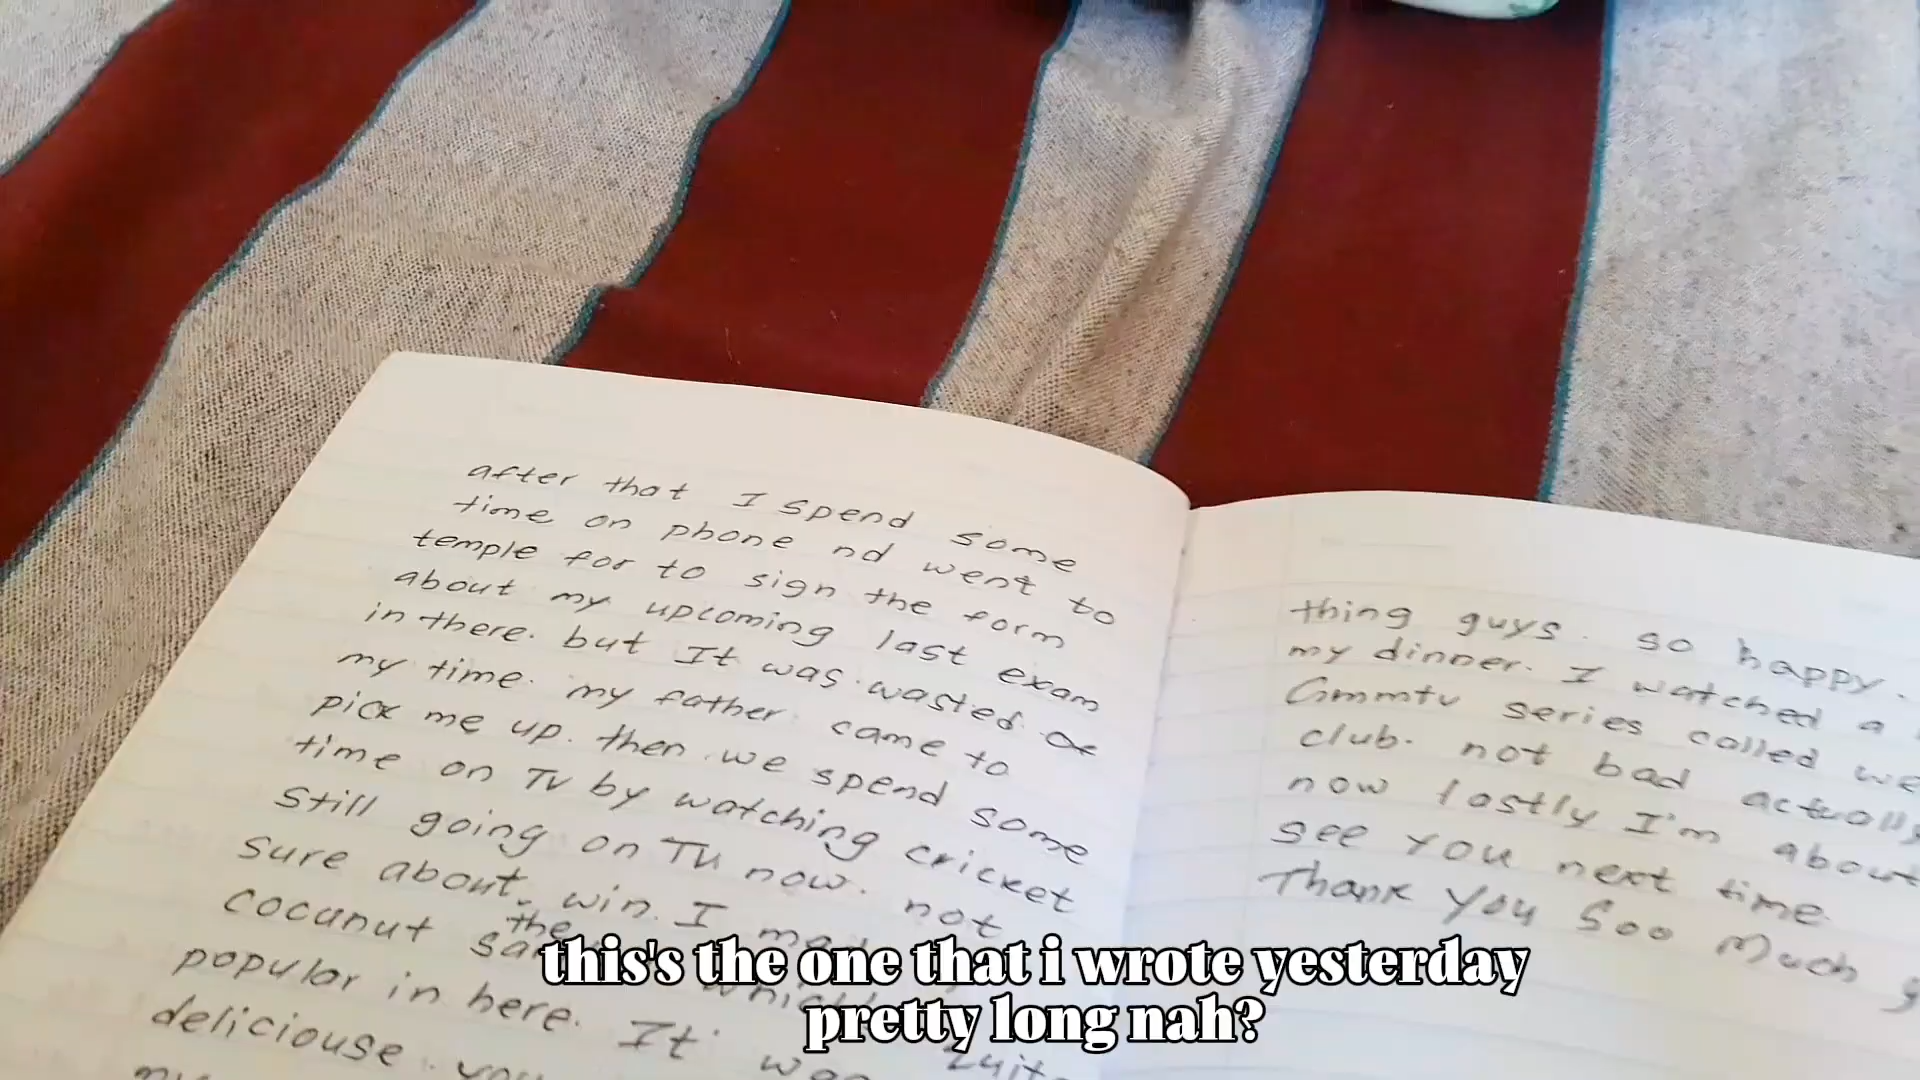 after that I spend some
time on phone nd went to
temple for to sign the form
about my upcoming last exam
in there. but It was wasted of
my time. my father came to
pick me up. then we spend some
time on TV by watching cricket
still going on TV now. not
sure about the win. I
cocunut
popular in here. It
deliciouse. you
my
thing guys. so happy.
my dinner. I watched a
Gmmtv series called we
club. not bad actually
now lastly I'm about
see you next time
Thank You Soo Much
this's the one that i wrote yesterday
pretty long nah?